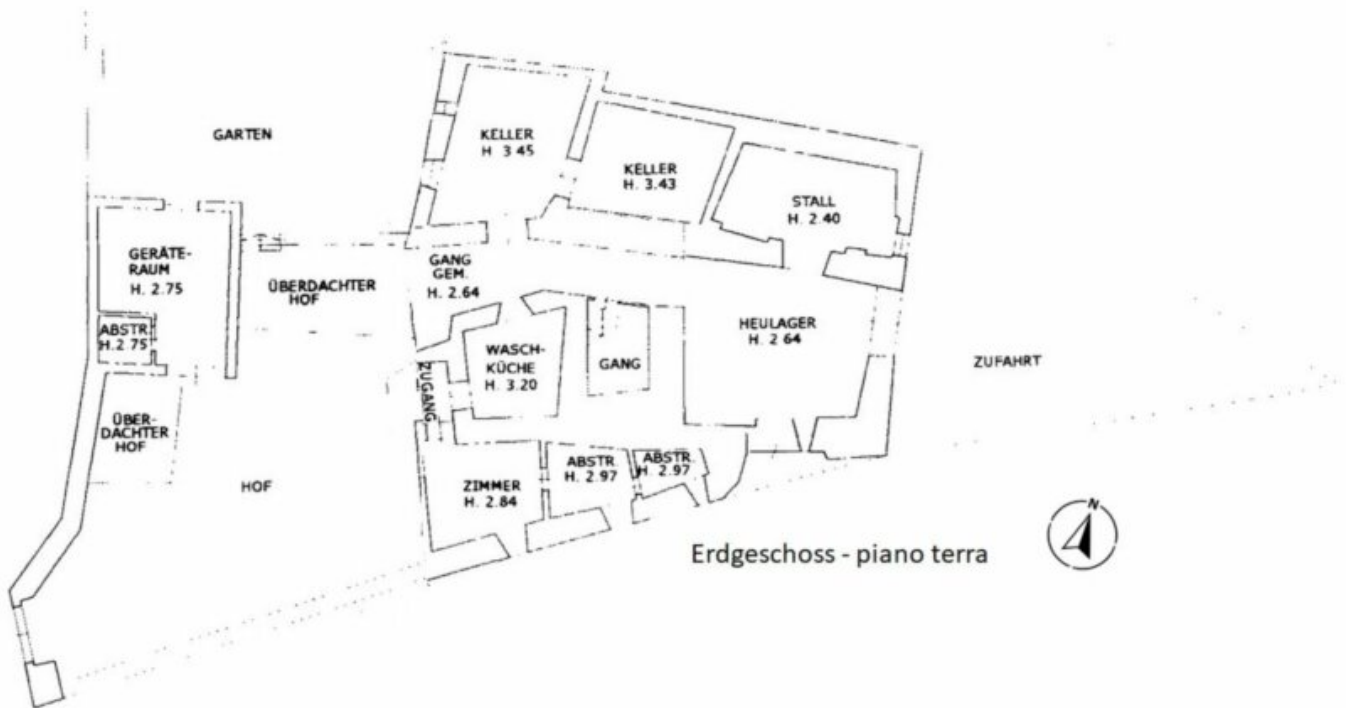 GARTEN
KELLER
H 3 45
KELLER
H. 3.43
STALL
H 2.40
GERÄTE-
RAUM
H. 2.75
ÜBERDACHTER
HOF
GANG
GEM.
H. 2.64
ABSTR.
H.2 75
WASCH-
KÜCHE
H. 3.20
GANG
HEULAGER
H 2 64
ZUFAHRT
ZUGANG
ÜBER-
DACHTER
HOF
HOF
ZIMMER
H. 2.84
ABSTR.
H. 2.97
ABSTR.
H. 2.97
N
Erdgeschoss - piano terra